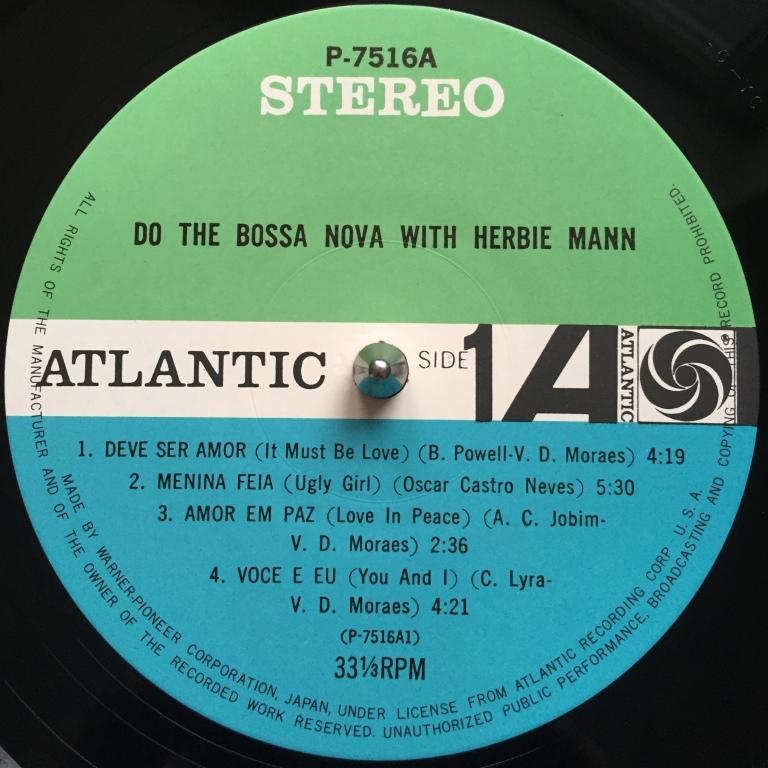 P-7516A
STEREO
DO THE BOSSA NOVA WITH HERBIE MANN
ATLANTIC
SIDE 1A
ATLANTIC
1. DEVE SER AMOR (It Must Be Love) (B. Powell-V. D. Moraes) 4:19
2. MENINA FEIA (Ugly Girl) (Oscar Castro Neves) 5:30
3. AMOR EM PAZ (Love In Peace) (A. C. Jobim-
V. D. Moraes) 2:36
4. VOCE E EU (You And I) (C. Lyra-
V. D. Moraes) 4:21
(P-7516A1)
33⅓RPM
MADE BY WARNER-PIONEER CORPORATION, JAPAN, UNDER LICENSE FROM ATLANTIC RECORDING CORP. U. S. A.
ALL RIGHTS OF THE MANUFACTURER AND OF THE OWNER OF THE RECORDED WORK RESERVED. UNAUTHORIZED PUBLIC PERFORMANCE, BROADCASTING AND COPYING OF THIS RECORD PROHIBITED.